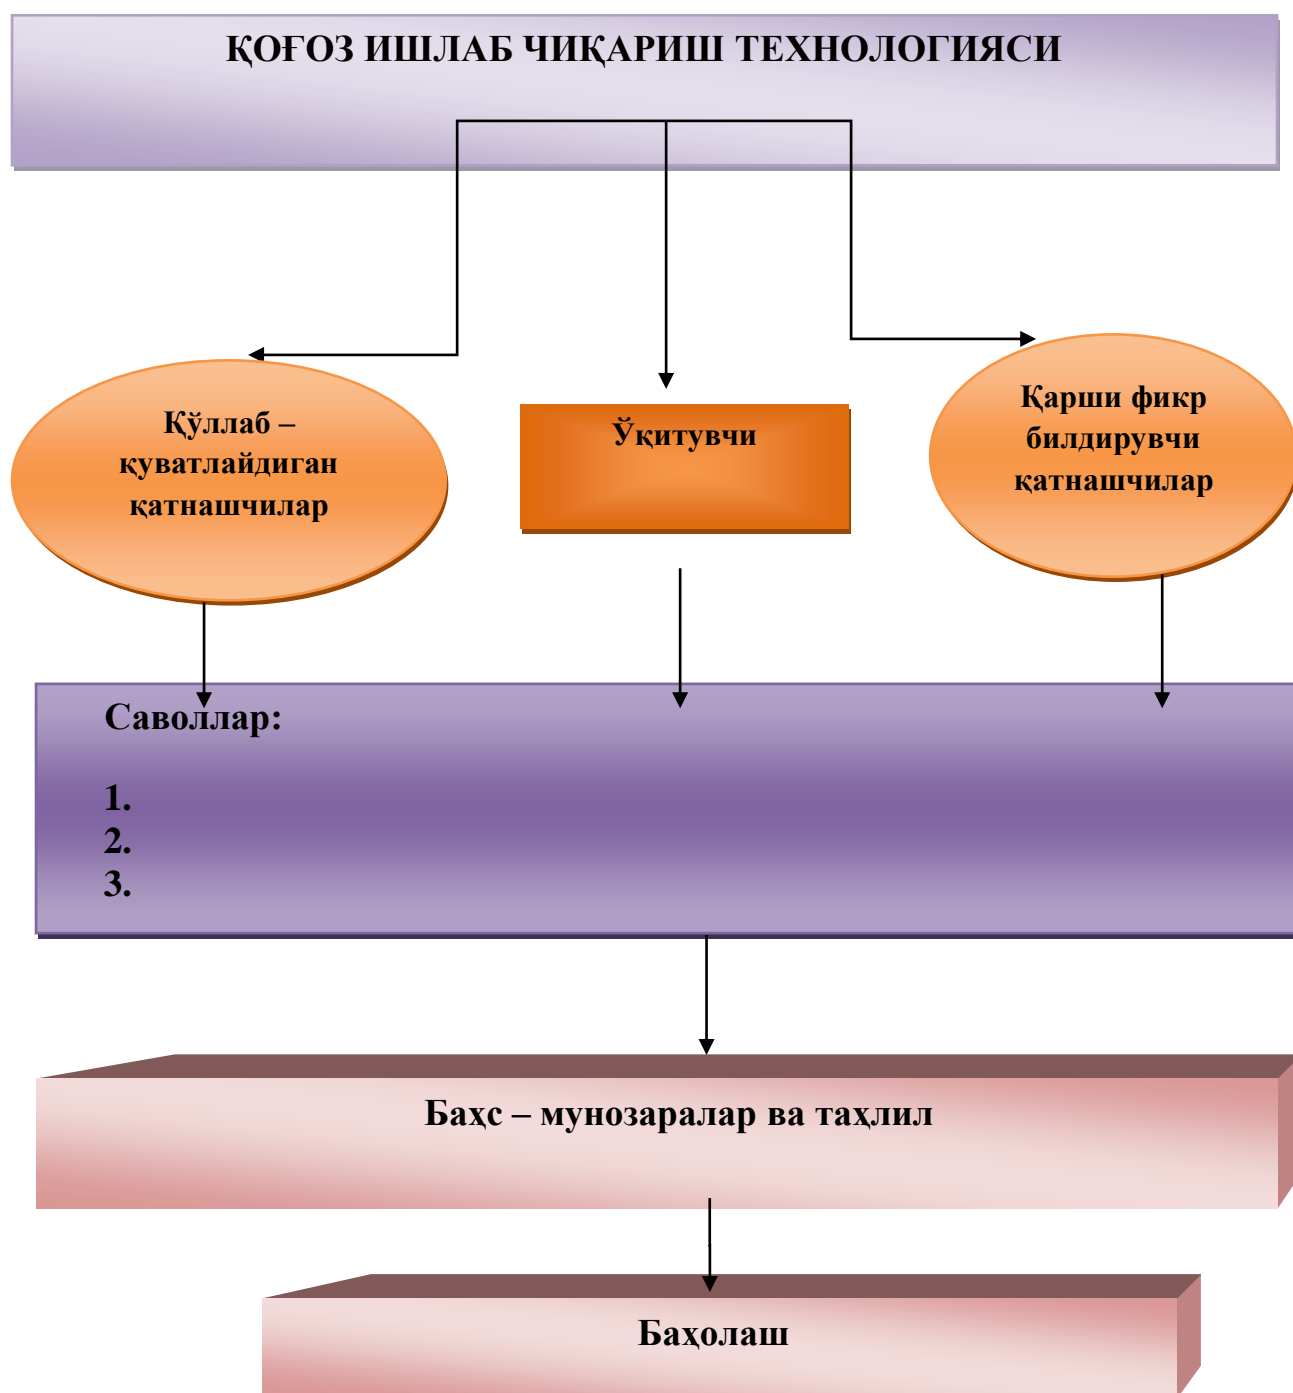 ҚОҒОЗ ИШЛАБ ЧИҚАРИШ ТЕХНОЛОГИЯСИ
Қўллаб –
қуватлайдиган
қатнашчилар
Ўқитувчи
Қарши фикр
билдирувчи
қатнашчилар
Саволлар:
1.
2.
3.
Баҳс – мунозаралар ва таҳлил
Баҳолаш